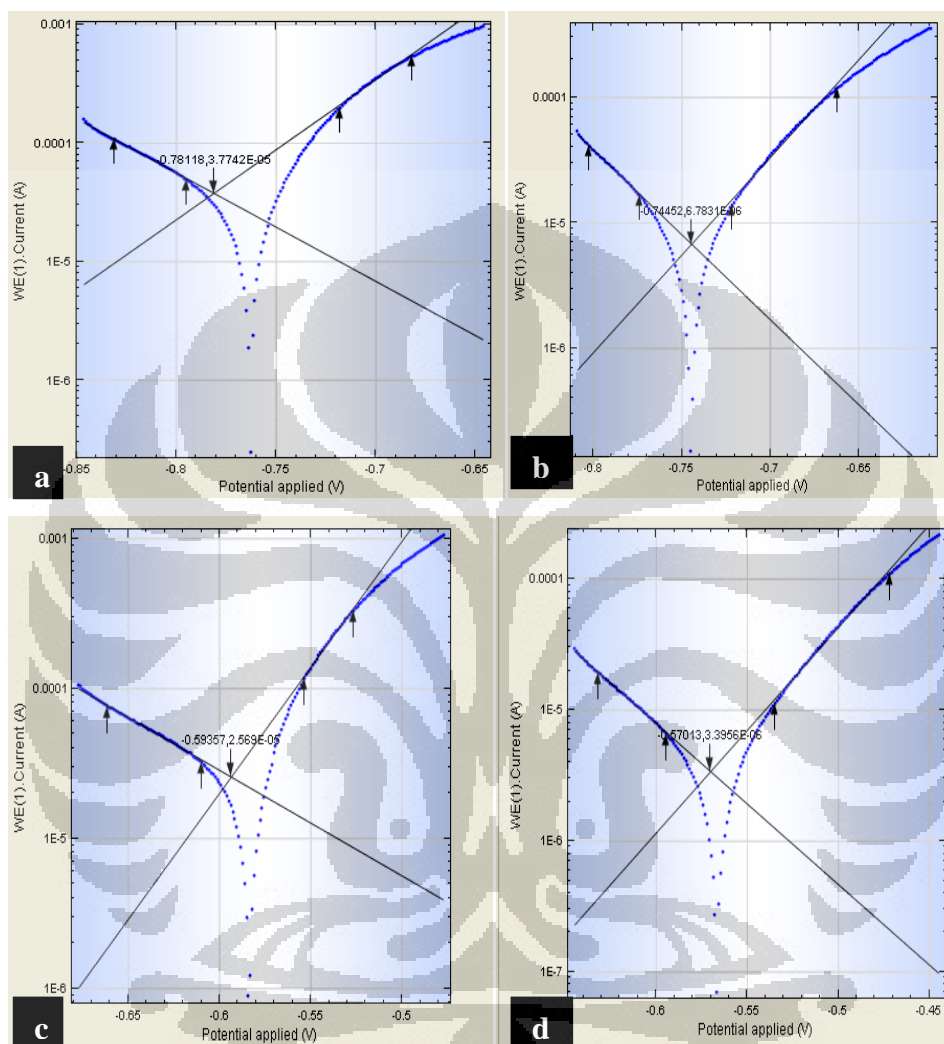 0.001
0.0001
1E-5
1E-6
WE(1).Current (A)
-0.78118,3.7742E-05
-0.85
-0.8
-0.75
-0.7
-0.65
Potential applied (V)
a
0.0001
1E-5
1E-6
WE(1).Current (A)
-0.74452,6.7831E-06
-0.8
-0.75
-0.7
-0.65
Potential applied (V)
b
0.001
0.0001
1E-5
1E-6
WE(1).Current (A)
-0.59357,2.569E-05
-0.65
-0.6
-0.55
-0.5
Potential applied (V)
c
0.0001
1E-5
1E-6
1E-7
WE(1).Current (A)
-0.57013,3.3956E-06
-0.6
-0.55
-0.5
-0.45
Potential applied (V)
d